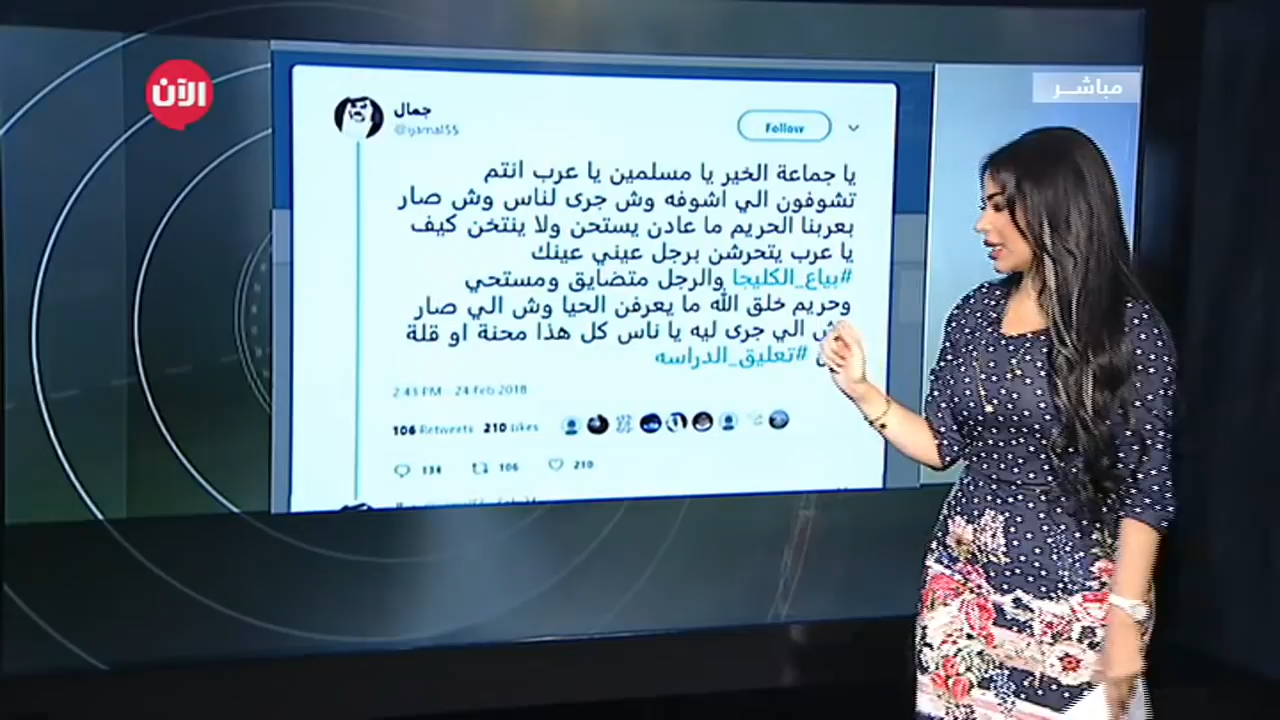 الآن
مباشر
جمال
Follow
يا جماعة الخير يا مسلمين يا عرب انتم
تشوفون الي اشوفه وش جرى لناس وش صار
بعربنا الحريم ما عادن يستحن ولا ينتخن كيف
يا عرب يتحرشن برجل عيني عينك
#بياع_الكليجا والرجل متضايق ومستحي
وحريم خلق الله ما يعرفن الحيا وش الي صار
الي جرى ليه يا ناس كل هذا محنة او قلة
#تعليق_الدراسه
2:43 PM - 24 Feb 2018
106 Retweets 210 Likes
134 106 210